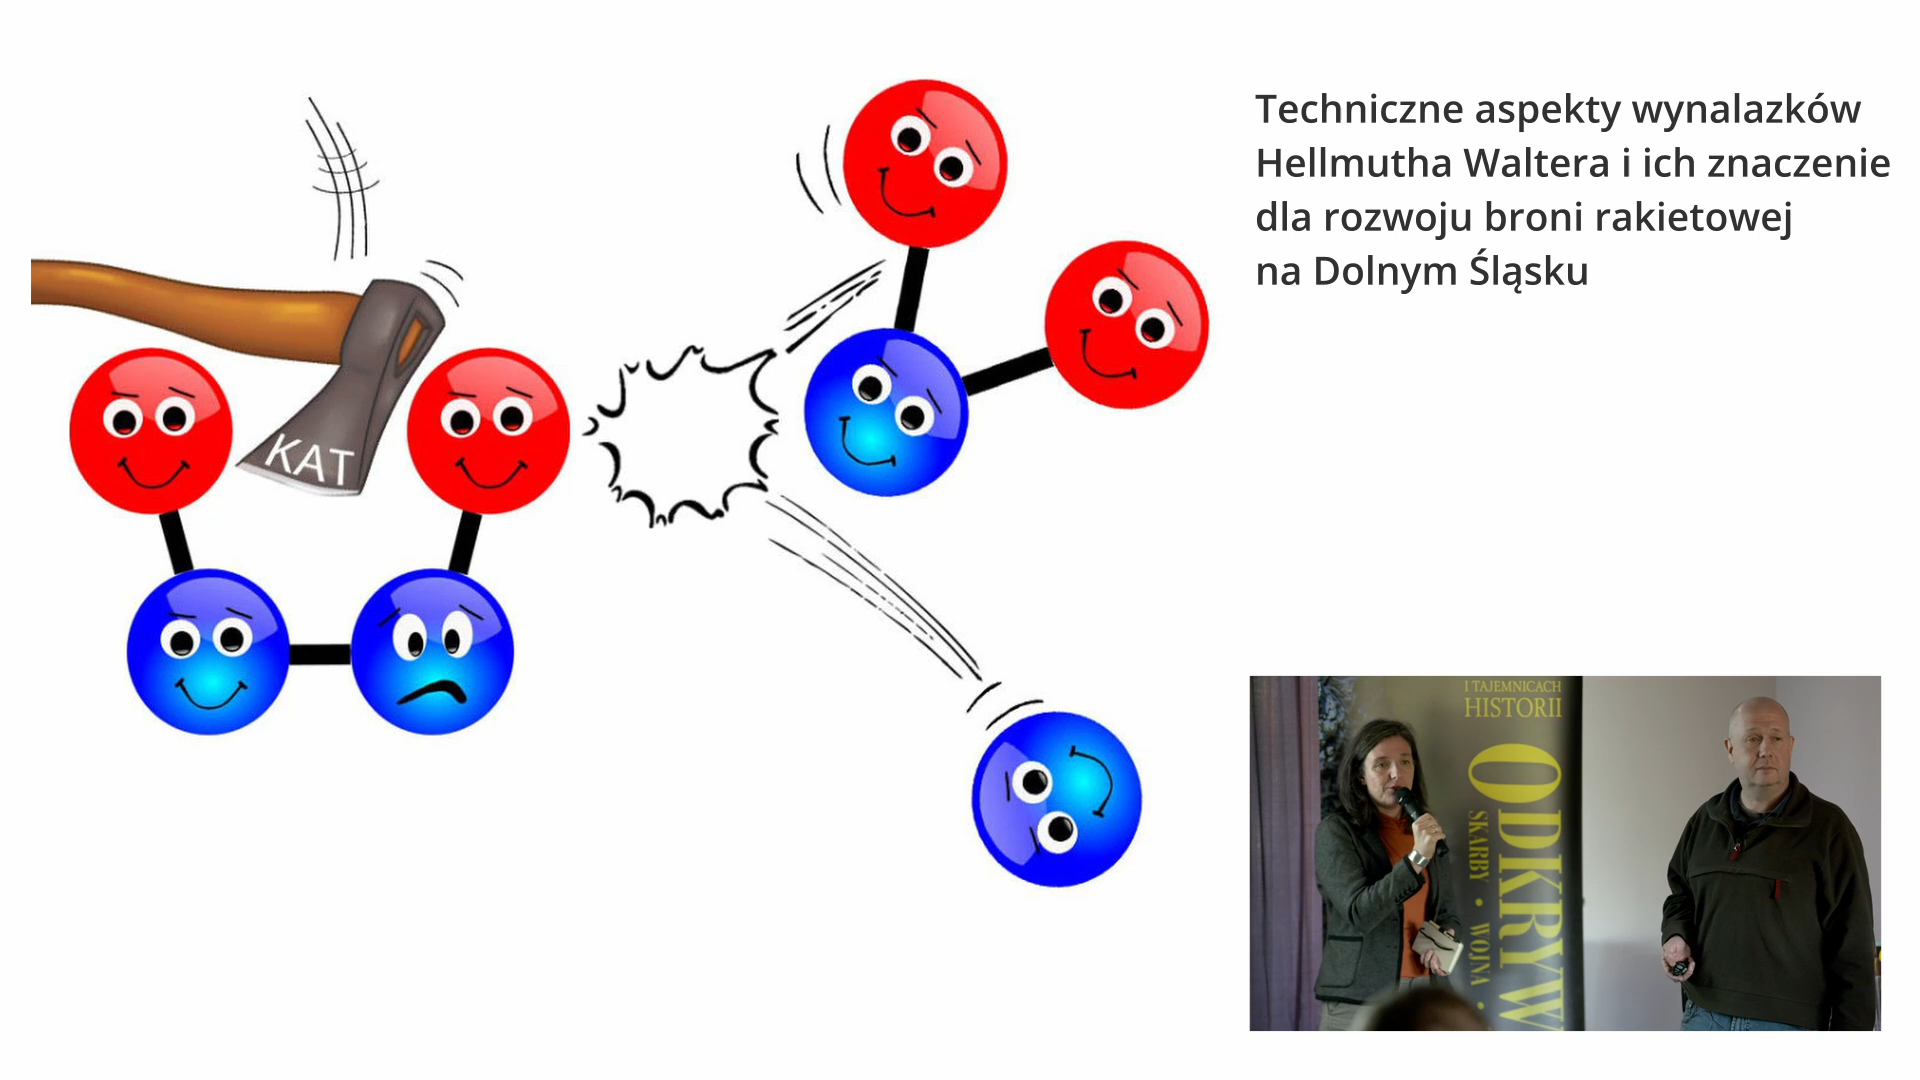 Techniczne aspekty wynalazków
Hellmutha Waltera i ich znaczenie
dla rozwoju broni rakietowej
na Dolnym Śląsku
KAT
I TAJEMNICACH
HISTORII
ODKRYW
SKARBY • WOJNA •